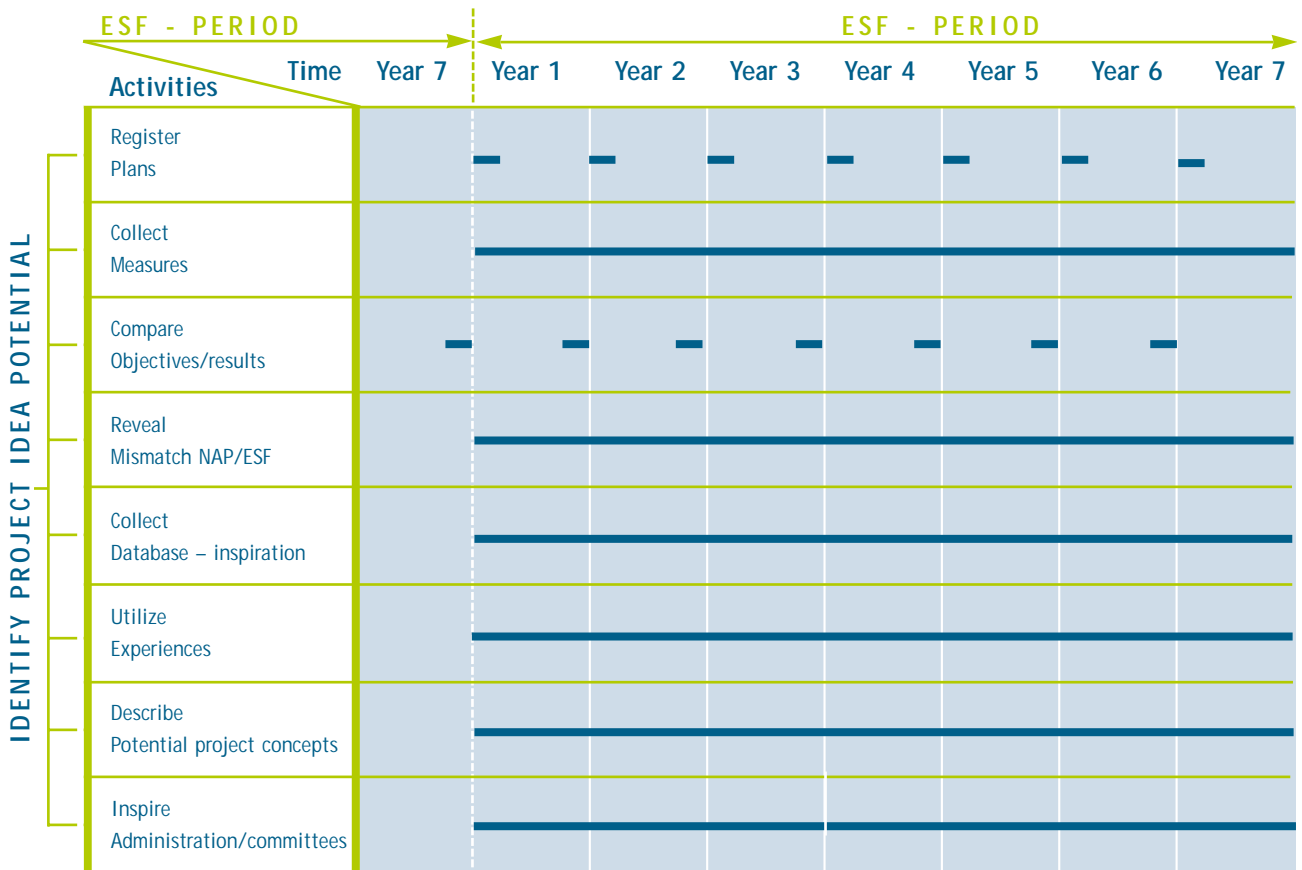 ESF - PERIOD
ESF - PERIOD
Time
Activities
Year 7
Year 1
Year 2
Year 3
Year 4
Year 5
Year 6
Year 7
IDENTIFY PROJECT IDEA POTENTIAL
Register
Plans
Collect
Measures
Compare
Objectives/results
Reveal
Mismatch NAP/ESF
Collect
Database – inspiration
Utilize
Experiences
Describe
Potential project concepts
Inspire
Administration/committees